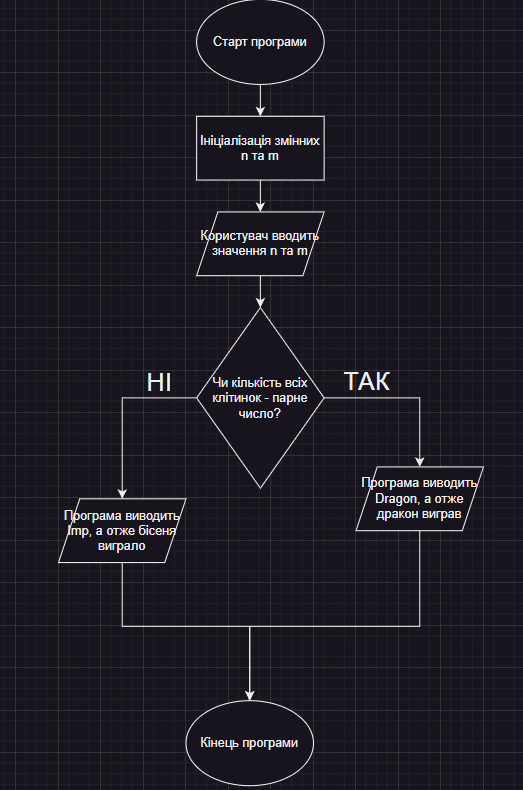 Старт програми
Ініціалізація змінних
n та m
Користувач вводить
значення n та m
Чи кількість всіх
клітинок - парне
число?
НІ
ТАК
Програма виводить
Dragon, а отже
дракон виграв
Програма виводить
Imp, а отже бісеня
виграло
Кінець програми